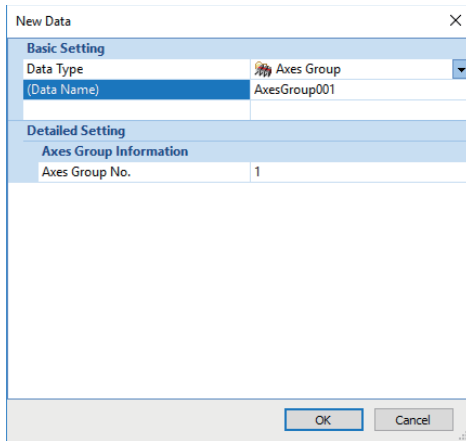 New Data
Basic Setting
Data Type Axes Group
(Data Name) AxesGroup001
Detailed Setting
Axes Group Information
Axes Group No. 1
OK Cancel